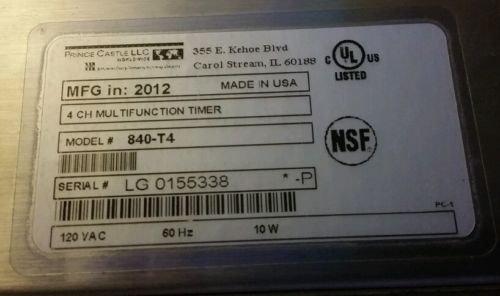 PRINCE CASTLE LLC
WORLDWIDE
355 E. Kehoe Blvd
Carol Stream, IL 60188
C UL US
LISTED
MFG in: 2012 MADE IN USA
4 CH MULTIFUNCTION TIMER
MODEL # 840-T4
NSF
SERIAL # LG 0155338 * -P
PC-1
120 VAC 60 Hz 10 W